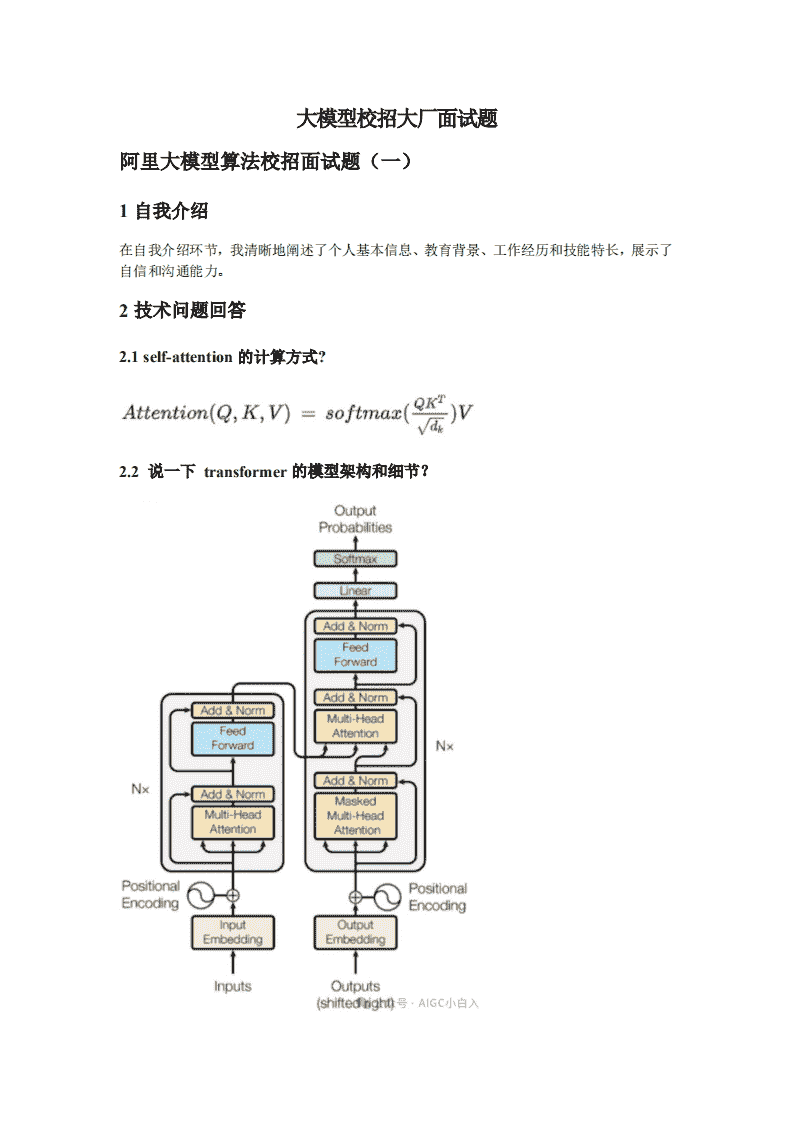 大模型校招大厂面试题
阿里大模型算法校招面试题（一）
1 自我介绍
在自我介绍环节，我清晰地阐述了个人基本信息、教育背景、工作经历和技能特长，展示了
自信和沟通能力。
2 技术问题回答
2.1 self-attention 的计算方式?
Attention(Q, K, V) = softmax(\frac{QK^T}{\sqrt{d_k}})V
2.2 说一下 transformer 的模型架构和细节？
Output
Probabilities
Softmax
Linear
Add & Norm
Feed
Forward
Add & Norm
Multi-Head
Attention
Add & Norm
Masked
Multi-Head
Attention
Nx
Add & Norm
Feed
Forward
Add & Norm
Multi-Head
Attention
Nx
Positional
Encoding
Positional
Encoding
Input
Embedding
Output
Embedding
Inputs
Outputs
(shifted right)
号 · AIGC小白入